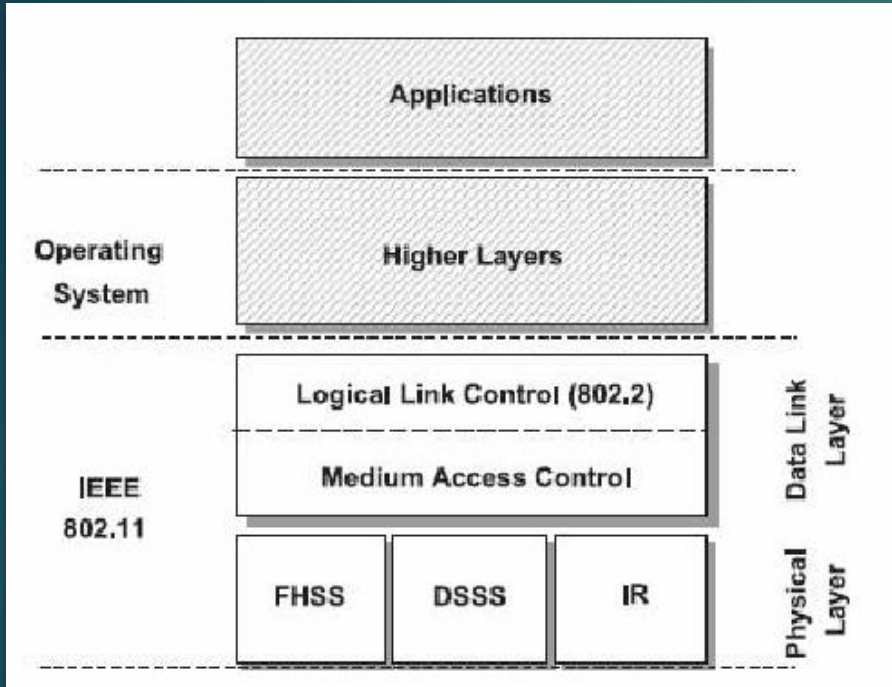 Applications
Operating
System
Higher Layers
Logical Link Control (802.2)
Medium Access Control
Data Link
Layer
IEEE
802.11
FHSS
DSSS
IR
Physical
Layer